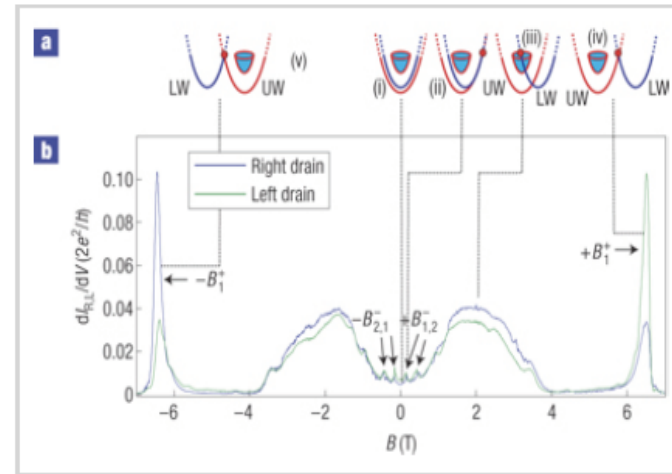 a
(v)
(i)
(ii)
(iii)
(iv)
LW
UW
UW
LW
UW
LW
b
Right drain
Left drain
0.10
0.08
0.06
0.04
0.02
0
dI_R,L/dV (2e²/ħ)
−B₁⁺
−B₂,₁⁻
+B₁,₂⁻
+B₁⁺
−6
−4
−2
0
2
4
6
B (T)